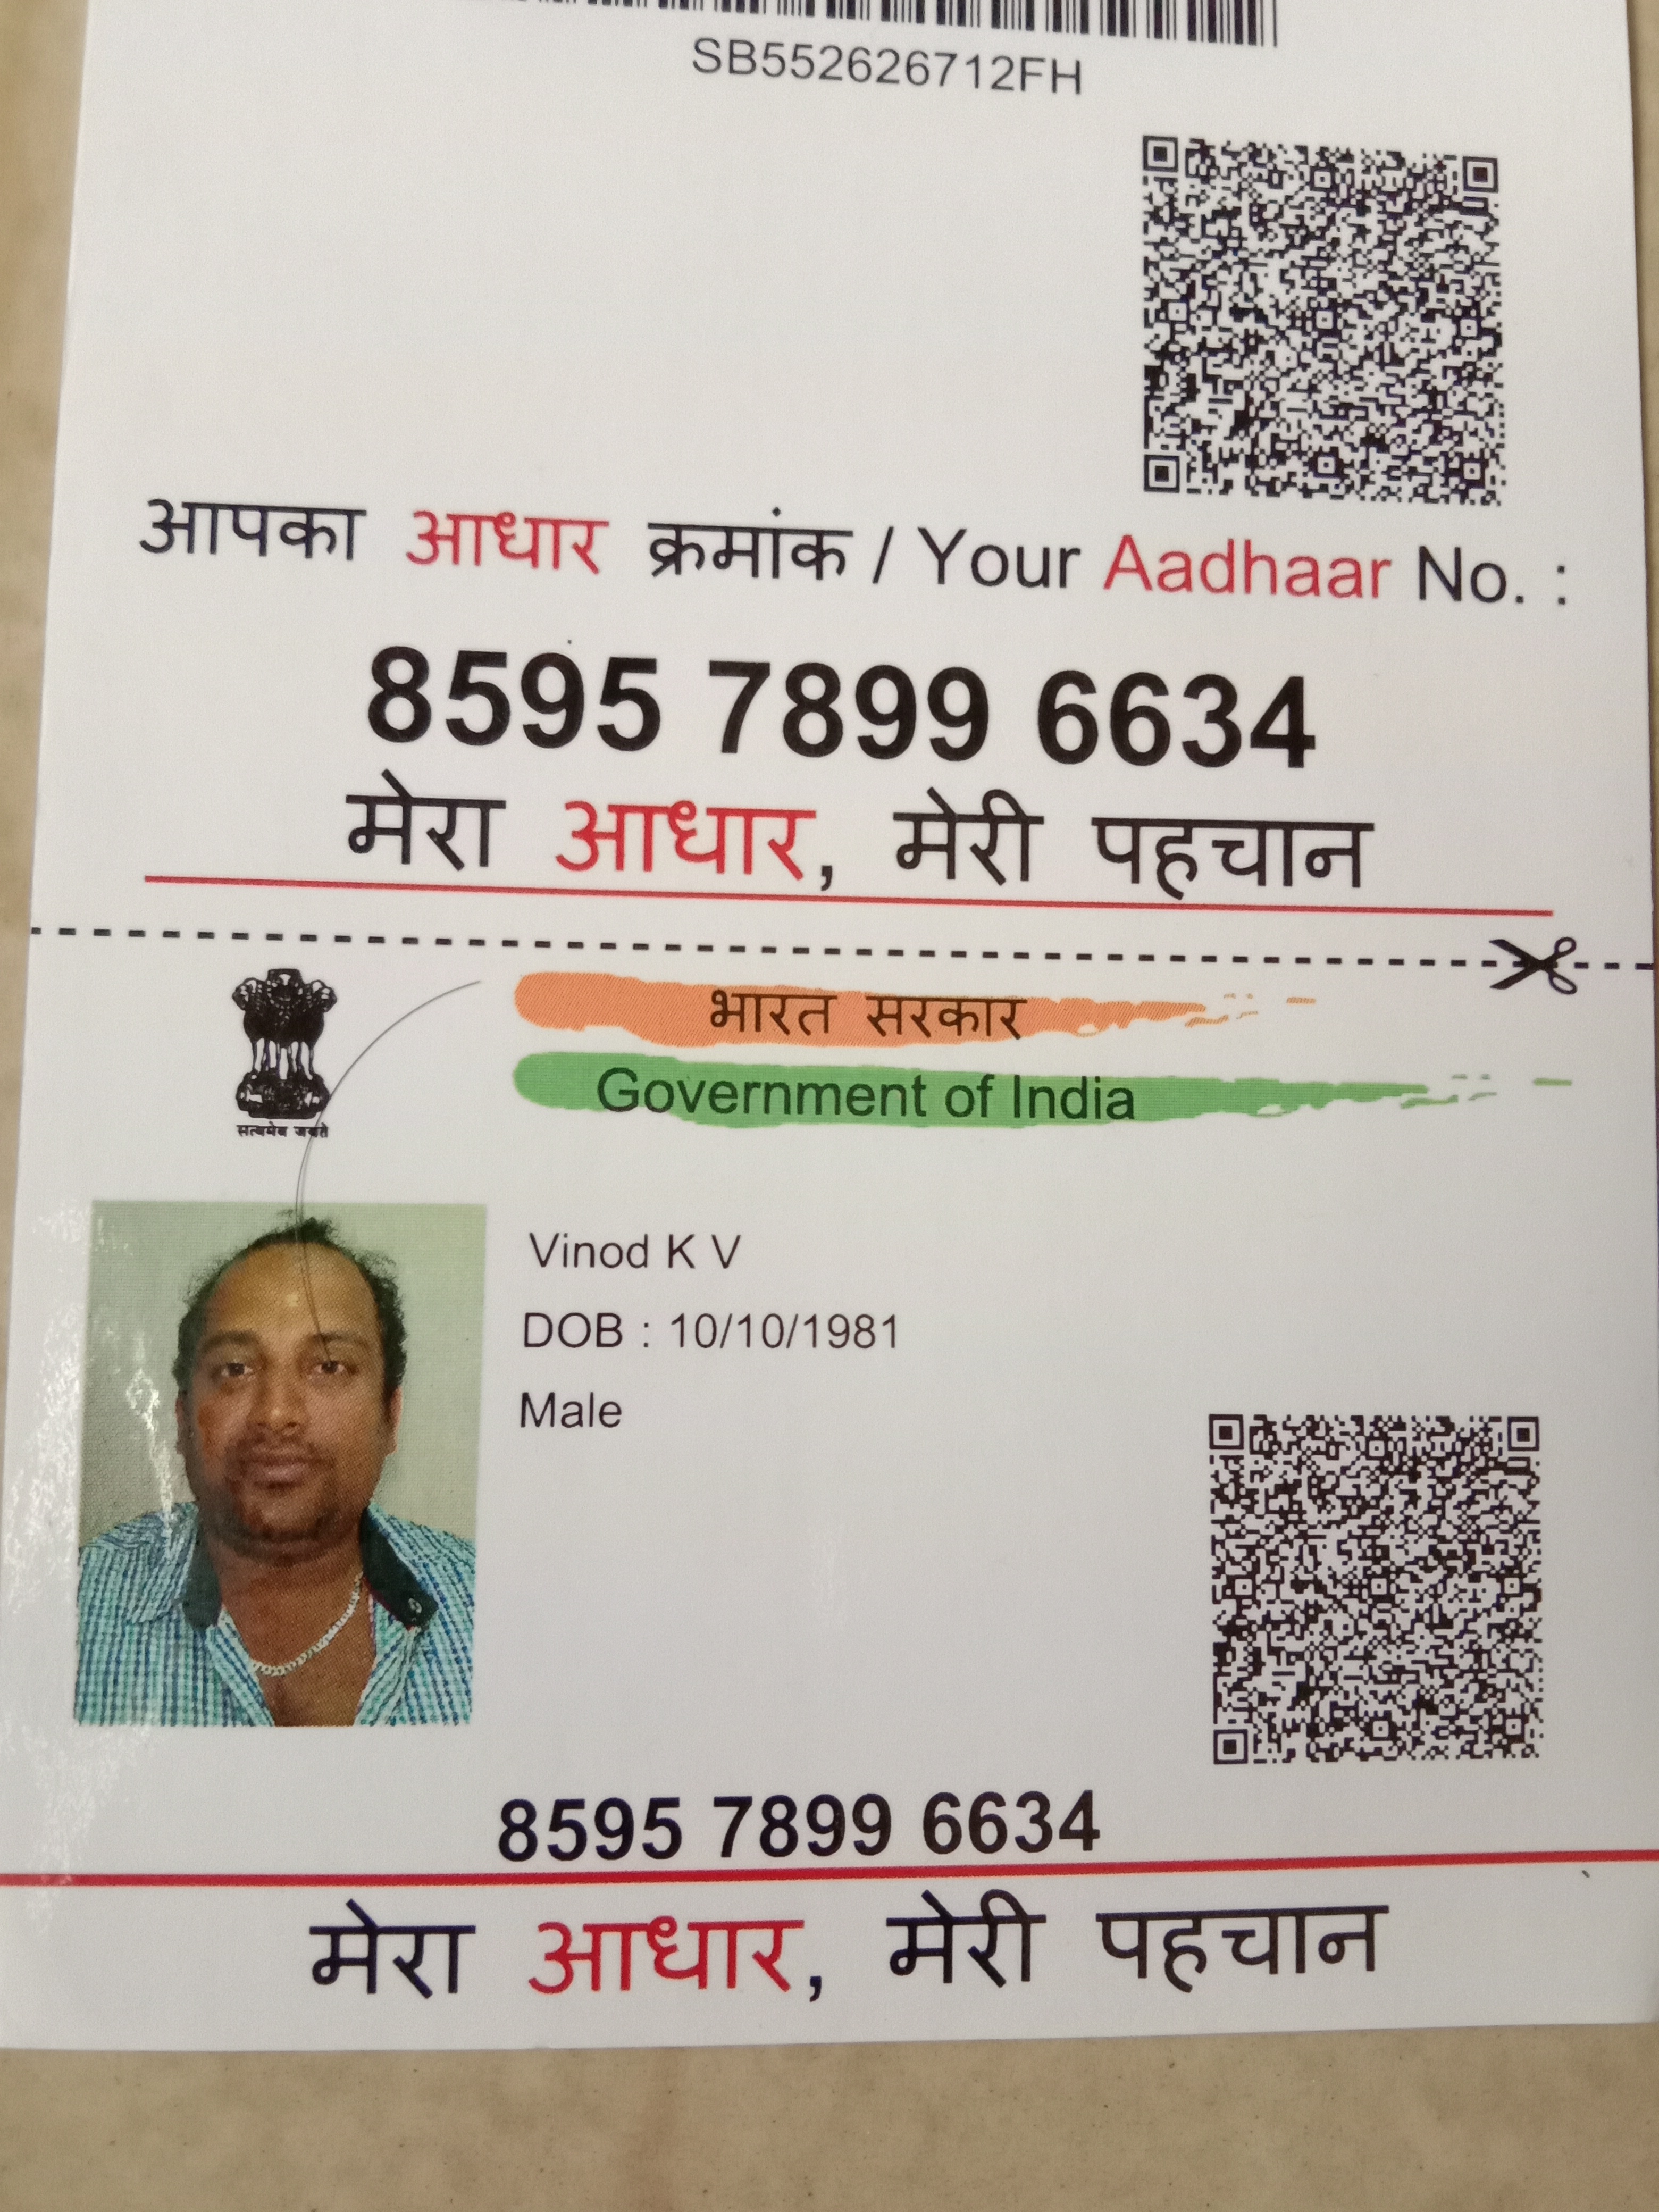 SB552626712FH
आपका आधार क्रमांक / Your Aadhaar No. :
8595 7899 6634
मेरा आधार, मेरी पहचान
भारत सरकार
Government of India
सत्यमेव जयते
Vinod K V
DOB : 10/10/1981
Male
8595 7899 6634
मेरा आधार, मेरी पहचान